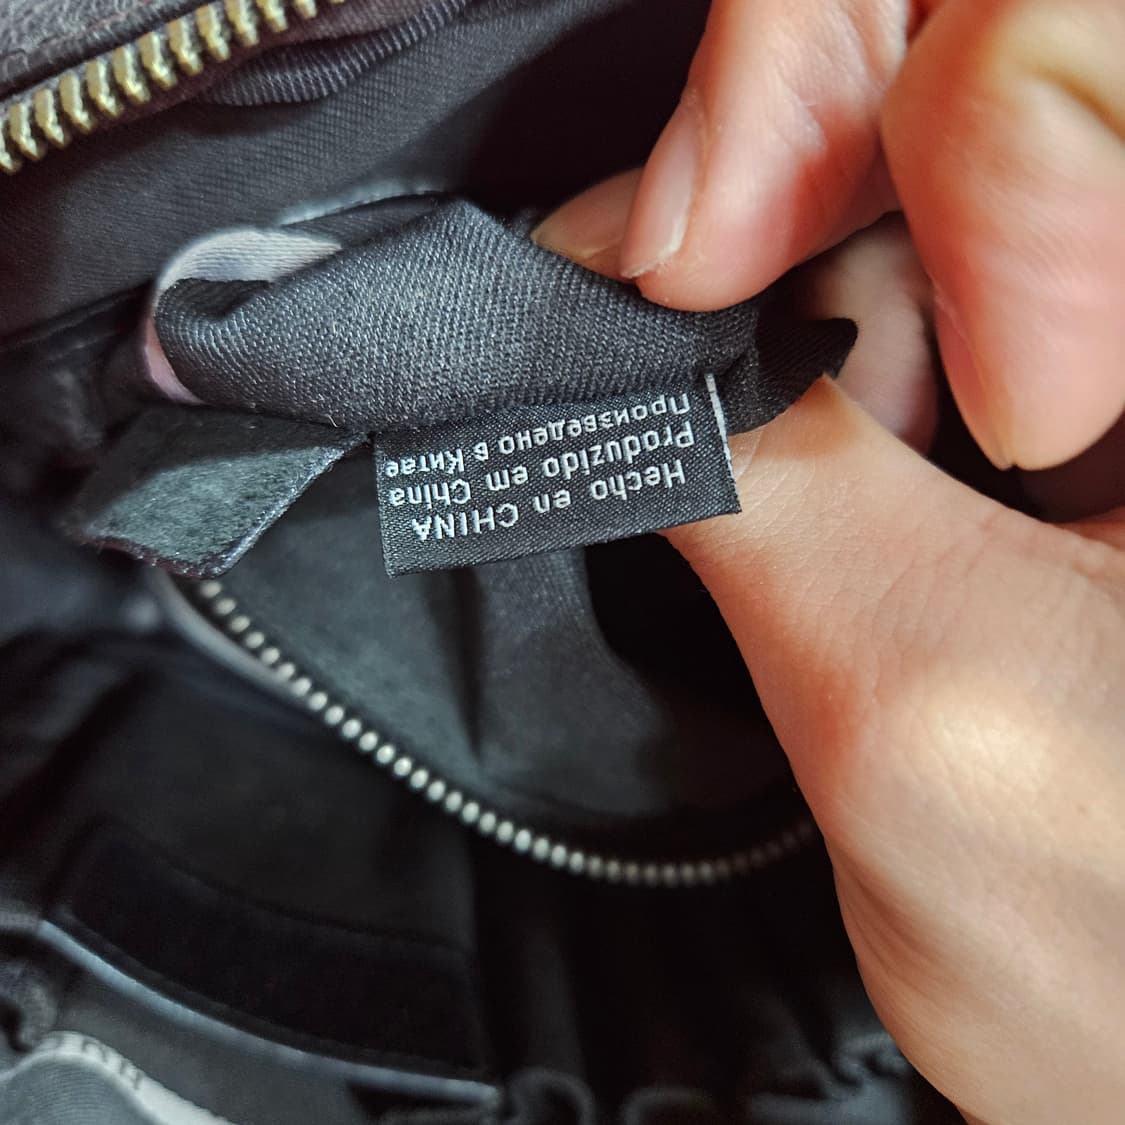 Hecho en CHINA
Produzido em China
Произведено в Китае